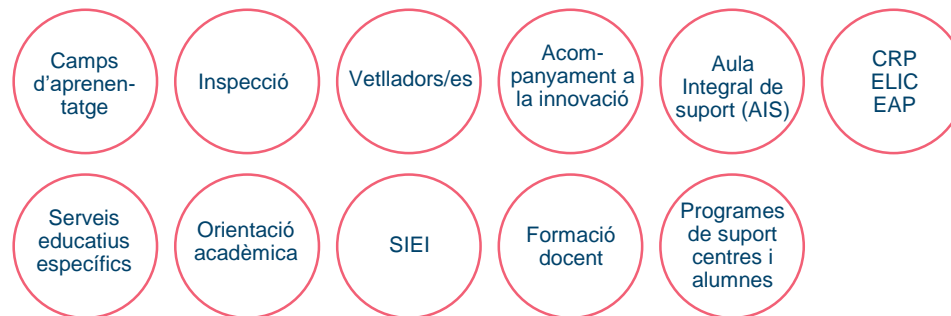 Camps
d'aprenen-
tatge
Inspecció
Vetlladors/es
Acom-
panyament a
la innovació
Aula
Integral de
suport (AIS)
CRP
ELIC
EAP
Serveis
educatius
específics
Orientació
acadèmica
SIEI
Formació
docent
Programes
de suport
centres i
alumnes